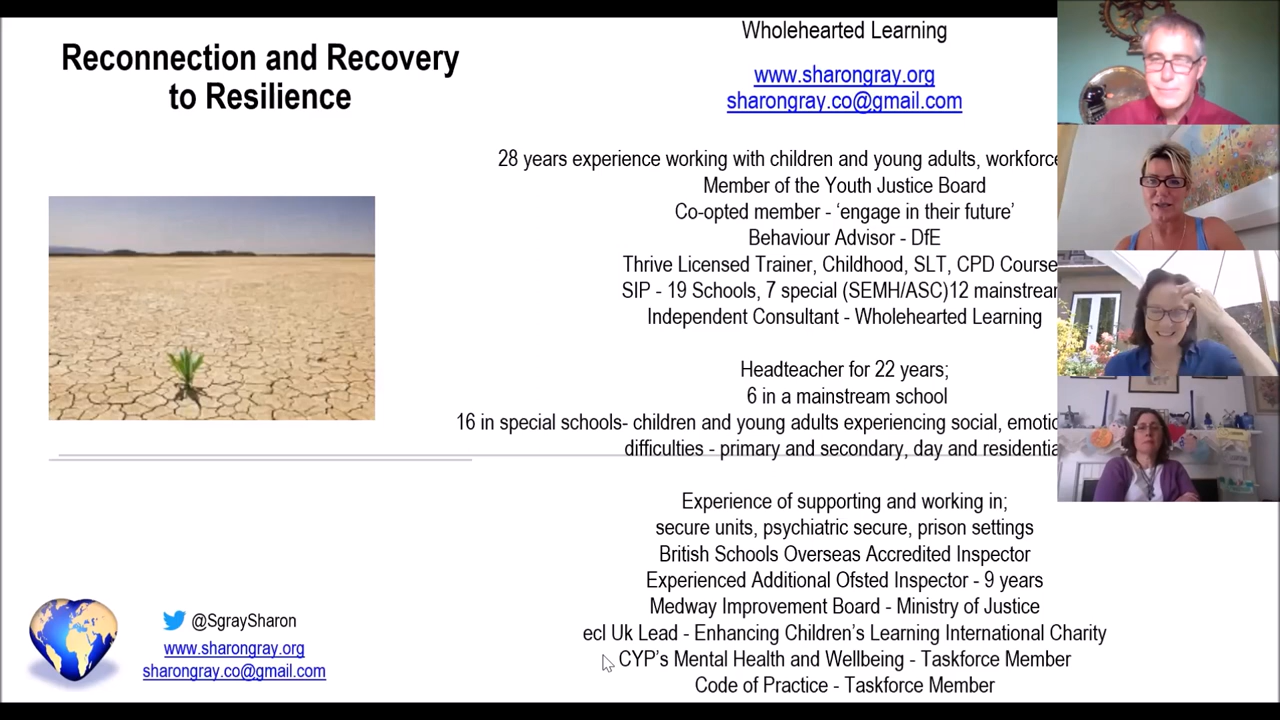 Reconnection and Recovery
to Resilience
Wholehearted Learning
www.sharongray.org
sharongray.co@gmail.com
28 years experience working with children and young adults, workforce
Member of the Youth Justice Board
Co-opted member - ‘engage in their future’
Behaviour Advisor - DfE
Thrive Licensed Trainer, Childhood, SLT, CPD Course
SIP - 19 Schools, 7 special (SEMH/ASC)12 mainstream
Independent Consultant - Wholehearted Learning
Headteacher for 22 years;
6 in a mainstream school
16 in special schools- children and young adults experiencing social,
difficulties - primary and secondary, day and
Experience of supporting and working in;
secure units, psychiatric secure, prison settings
British Schools Overseas Accredited Inspector
Experienced Additional Ofsted Inspector - 9 years
Medway Improvement Board - Ministry of Justice
ecl Uk Lead - Enhancing Children’s Learning International Charity
CYP’s Mental Health and Wellbeing - Taskforce Member
Code of Practice - Taskforce Member
@SgraySharon
www.sharongray.org
sharongray.co@gmail.com